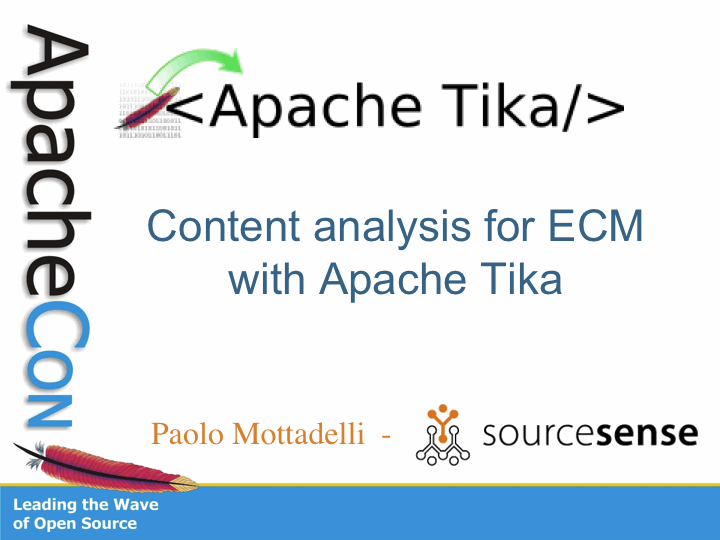 ApacheCon
<Apache Tika/>
Content analysis for ECM
with Apache Tika
Paolo Mottadelli -
sourcesense
Leading the Wave
of Open Source